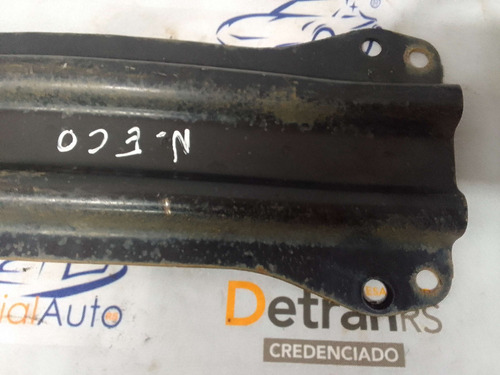 N-ECO
ialAuto
DetranRS
CREDENCIADO